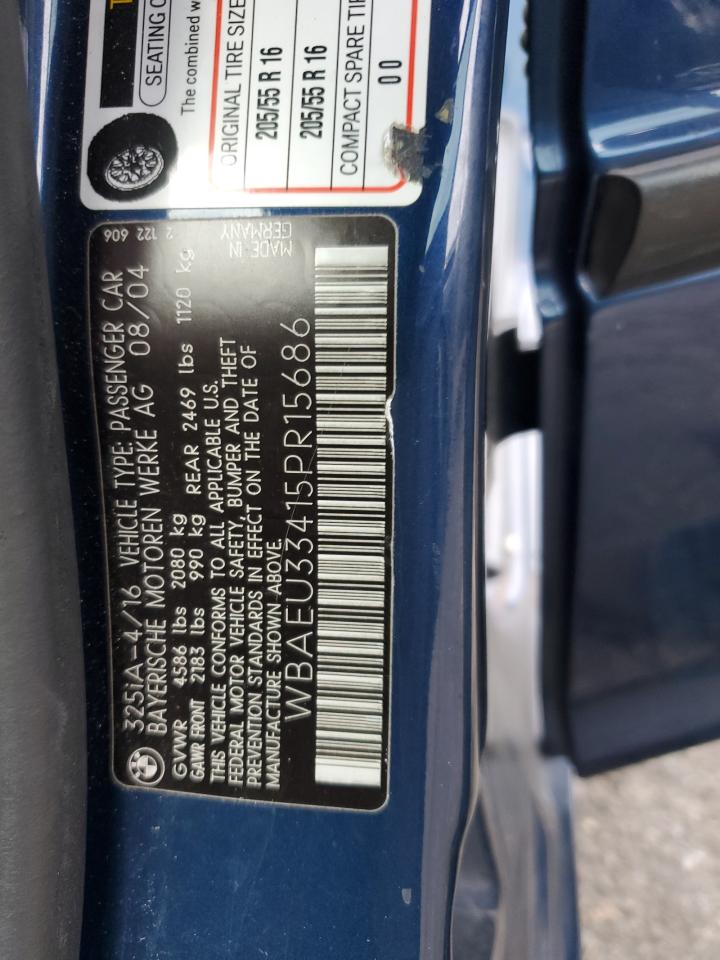 SEATING
The combined
ORIGINAL TIRE SIZE
205/55 R 16
205/55 R 16
COMPACT SPARE
0 0
325IA-4/16 VEHICLE TYPE: PASSENGER CAR
BAYERISCHE MOTOREN WERKE AG 08/04
GVWR 4586 lbs 2080 kg
GAWR FRONT 2183 lbs 990 kg REAR 2469 lbs 1120 kg
THIS VEHICLE CONFORMS TO ALL APPLICABLE U.S.
FEDERAL MOTOR VEHICLE SAFETY, BUMPER AND THEFT
PREVENTION STANDARDS IN EFFECT ON THE DATE OF
MANUFACTURE SHOWN ABOVE.
WBAEU33415PR15686
2 122 606
MADE IN
GERMANY